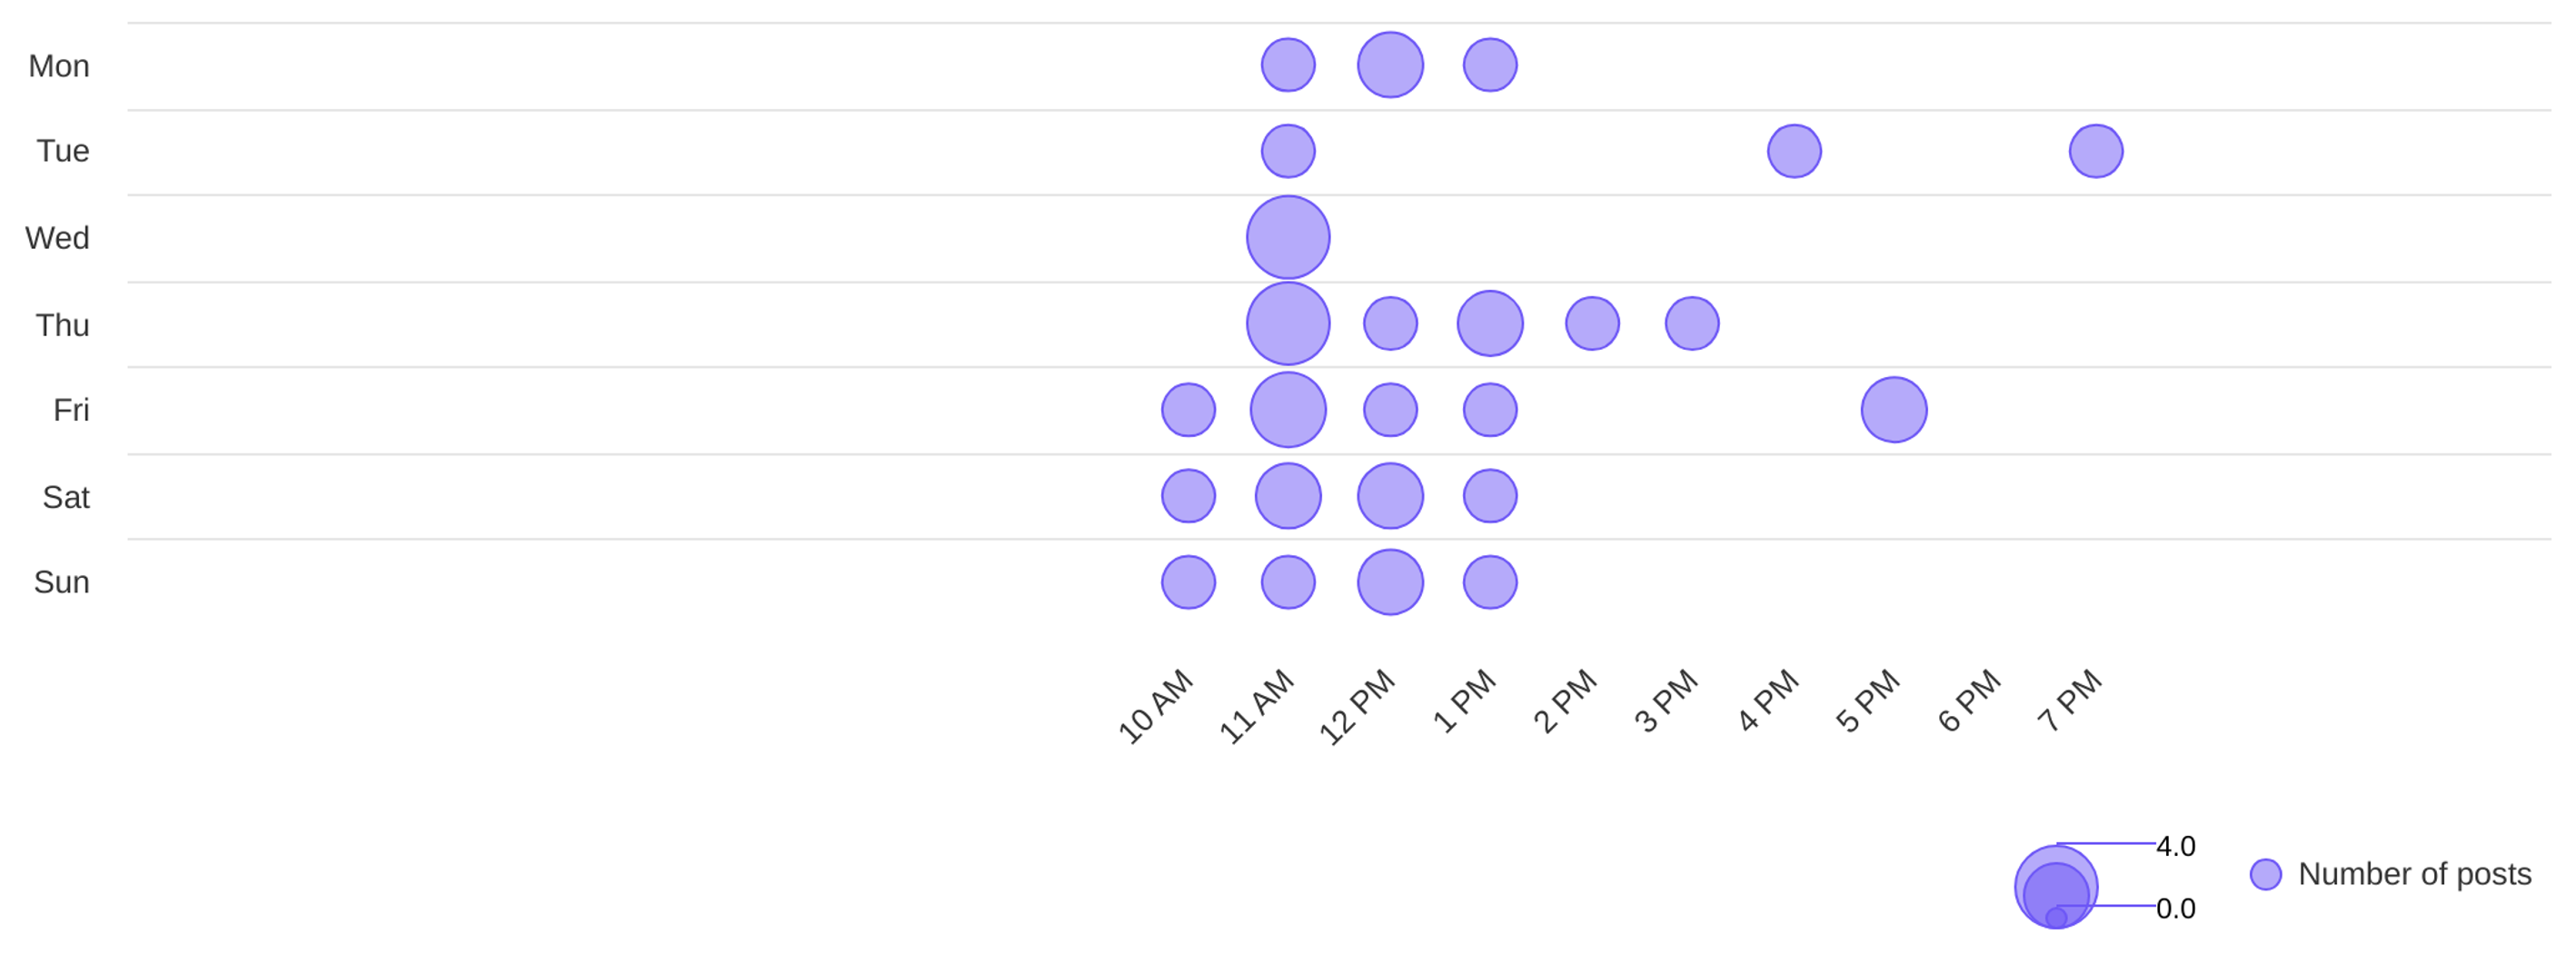 Mon
Tue
Wed
Thu
Fri
Sat
Sun
10 AM
11 AM
12 PM
1 PM
2 PM
3 PM
4 PM
5 PM
6 PM
7 PM
4.0
0.0
Number of posts